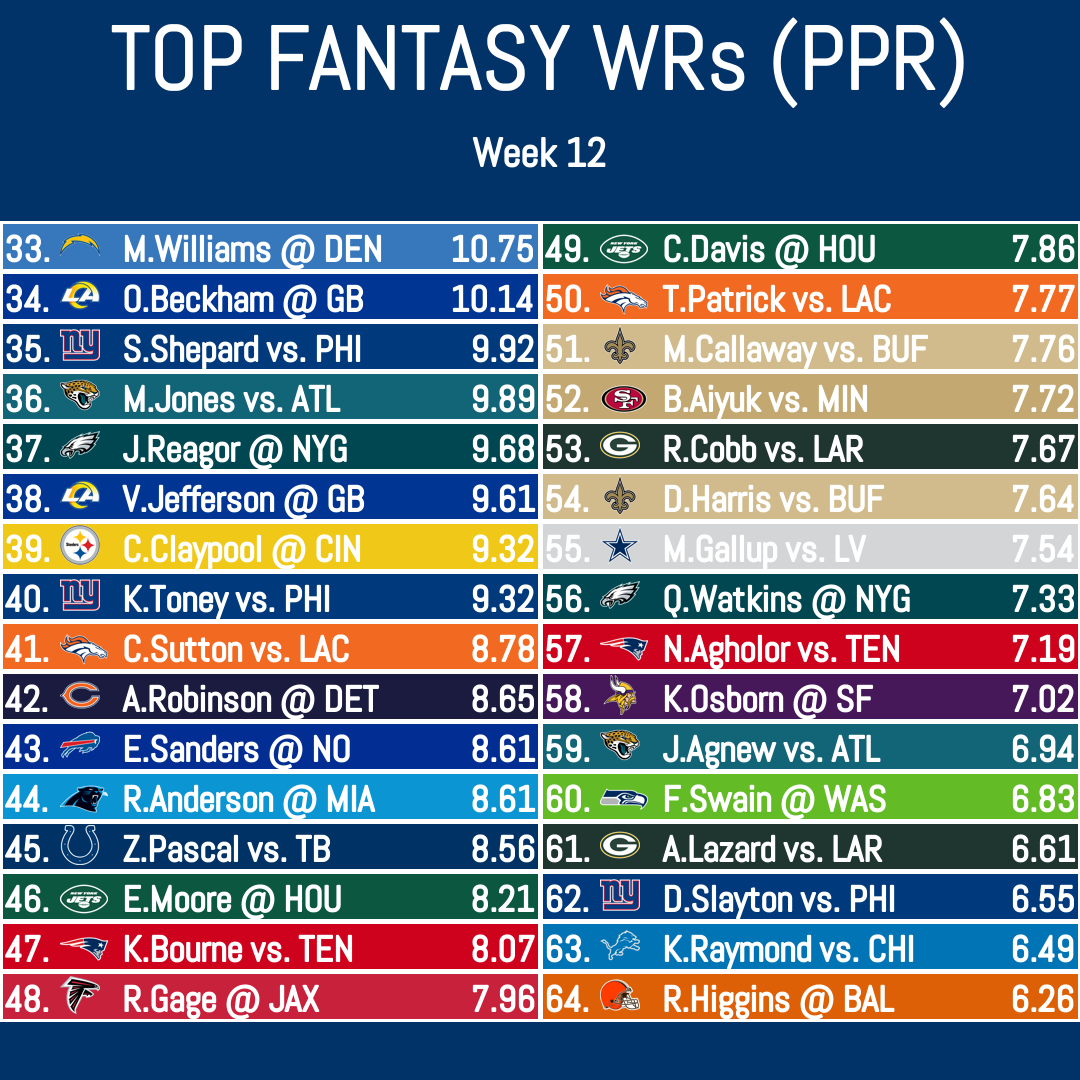 TOP FANTASY WRs (PPR)
Week 12
33. M.Williams @ DEN 10.75
34. O.Beckham @ GB 10.14
35. S.Shepard vs. PHI 9.92
36. M.Jones vs. ATL 9.89
37. J.Reagor @ NYG 9.68
38. V.Jefferson @ GB 9.61
39. C.Claypool @ CIN 9.32
40. K.Toney vs. PHI 9.32
41. C.Sutton vs. LAC 8.78
42. A.Robinson @ DET 8.65
43. E.Sanders @ NO 8.61
44. R.Anderson @ MIA 8.61
45. Z.Pascal vs. TB 8.56
46. E.Moore @ HOU 8.21
47. K.Bourne vs. TEN 8.07
48. R.Gage @ JAX 7.96
49. C.Davis @ HOU 7.86
50. T.Patrick vs. LAC 7.77
51. M.Callaway vs. BUF 7.76
52. B.Aiyuk vs. MIN 7.72
53. R.Cobb vs. LAR 7.67
54. D.Harris vs. BUF 7.64
55. M.Gallup vs. LV 7.54
56. Q.Watkins @ NYG 7.33
57. N.Agholor vs. TEN 7.19
58. K.Osborn @ SF 7.02
59. J.Agnew vs. ATL 6.94
60. F.Swain @ WAS 6.83
61. A.Lazard vs. LAR 6.61
62. D.Slayton vs. PHI 6.55
63. K.Raymond vs. CHI 6.49
64. R.Higgins @ BAL 6.26